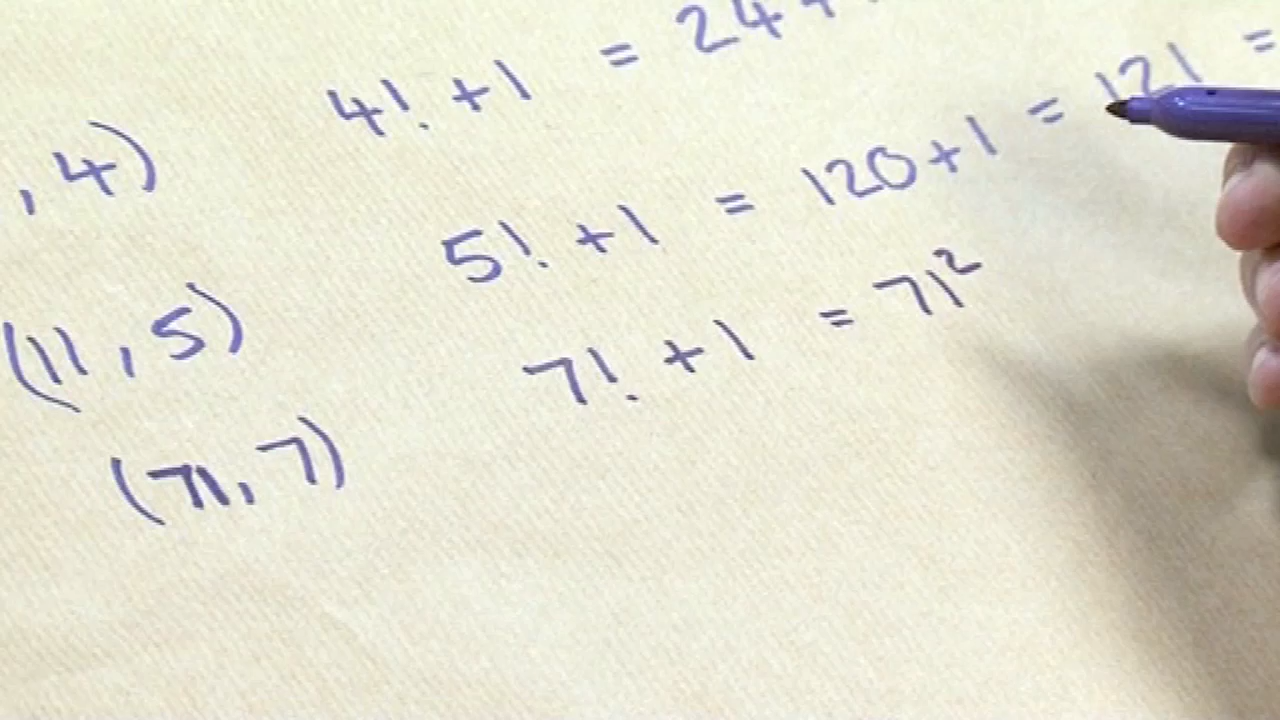 , 4) 4! + 1 = 24 +
(11, 5) 5! + 1 = 120 + 1 = 121 =
(71, 7) 7! + 1 = 71²